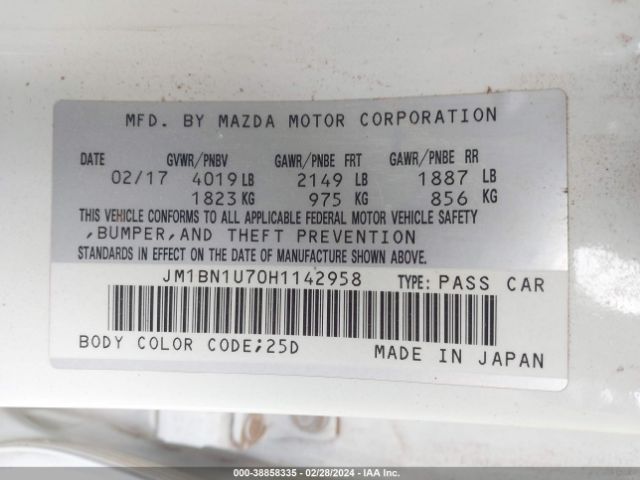 MFD. BY MAZDA MOTOR CORPORATION
DATE GVWR/PNBV GAWR/PNBE FRT GAWR/PNBE RR
02/17 4019 LB 2149 LB 1887 LB
1823 KG 975 KG 856 KG
THIS VEHICLE CONFORMS TO ALL APPLICABLE FEDERAL MOTOR VEHICLE SAFETY
,BUMPER,AND THEFT PREVENTION
STANDARDS IN EFFECT ON THE DATE OF MANUFACTURE SHOWN ABOVE.
JM1BN1U70H1142958 TYPE: PASS CAR
BODY COLOR CODE;25D MADE IN JAPAN
000-38858335 - 02/28/2024 - IAA Inc.